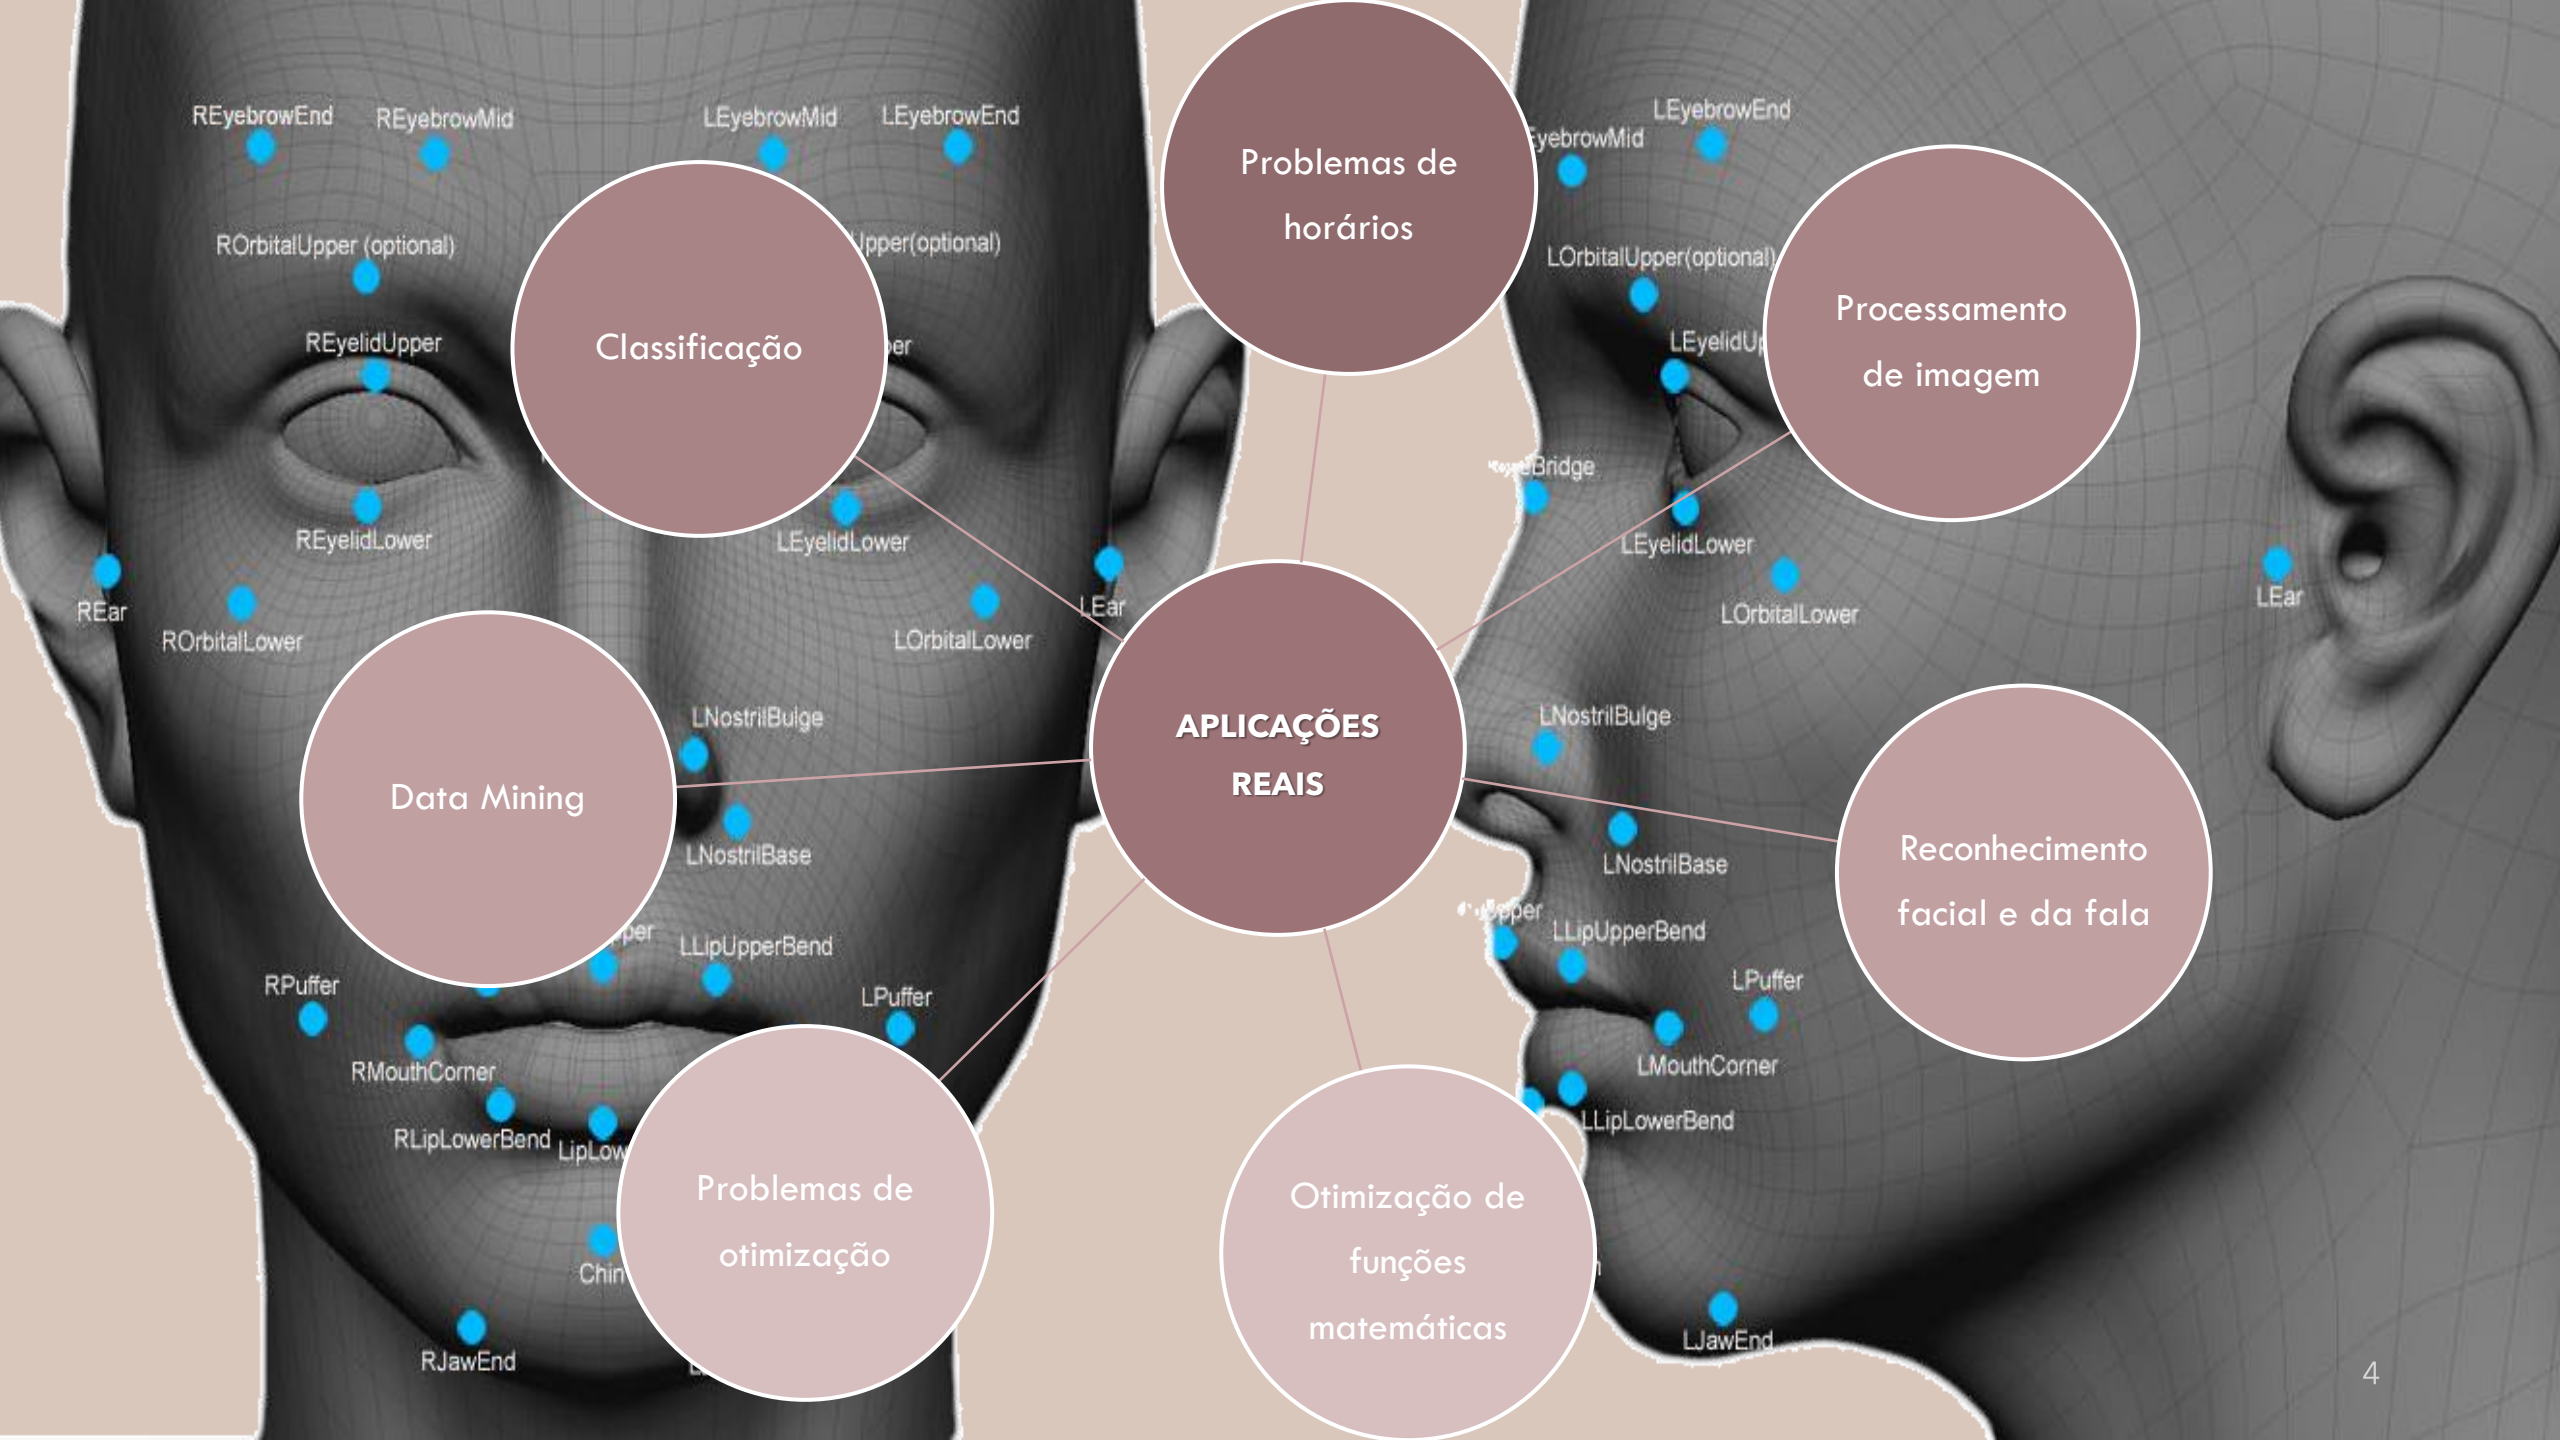 REyebrowEnd
REyebrowMid
LEyebrowMid
LEyebrowEnd
ROrbitalUpper (optional)
REyelidUpper
REyelidLower
LEyelidLower
REar
ROrbitalLower
LOrbitalLower
LEar
LNostrilBulge
LNostrilBase
LLipUpperBend
RPuffer
LPuffer
RMouthCorner
RLipLowerBend
Chin
RJawEnd
Classificação
Data Mining
Problemas de
otimização
Problemas de
horários
APLICAÇÕES
REAIS
Otimização de
funções
matemáticas
Processamento
de imagem
Reconhecimento
facial e da fala
LEyebrowEnd
LOrbitalUpper(optional)
LEyelidLower
LOrbitalLower
LEar
LNostrilBulge
LNostrilBase
LLipUpperBend
LPuffer
LMouthCorner
LLipLowerBend
LJawEnd
4